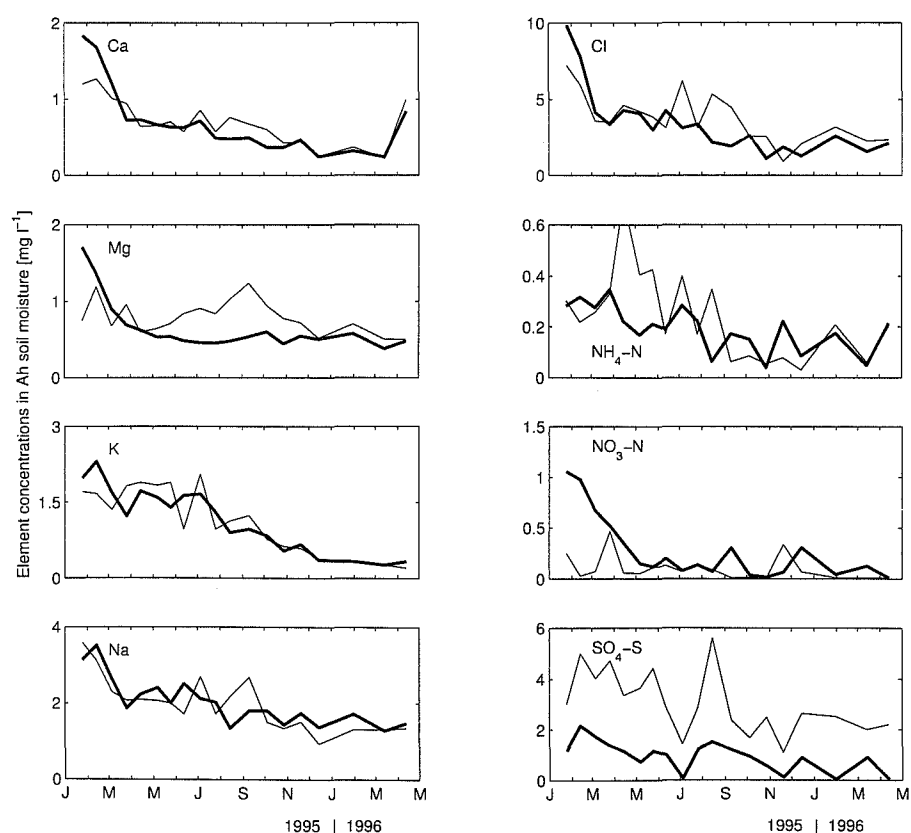 Element concentrations in Ah soil moisture [mg l⁻¹]
2
1
0
Ca
10
5
0
Cl
2
1
0
Mg
0.6
0.4
0.2
0
NH₄–N
3
1.5
0
K
1.5
1
0.5
0
NO₃–N
4
2
0
Na
6
4
2
0
SO₄–S
J M M J S N J M M
J M M J S N J M M
1995 | 1996
1995 | 1996